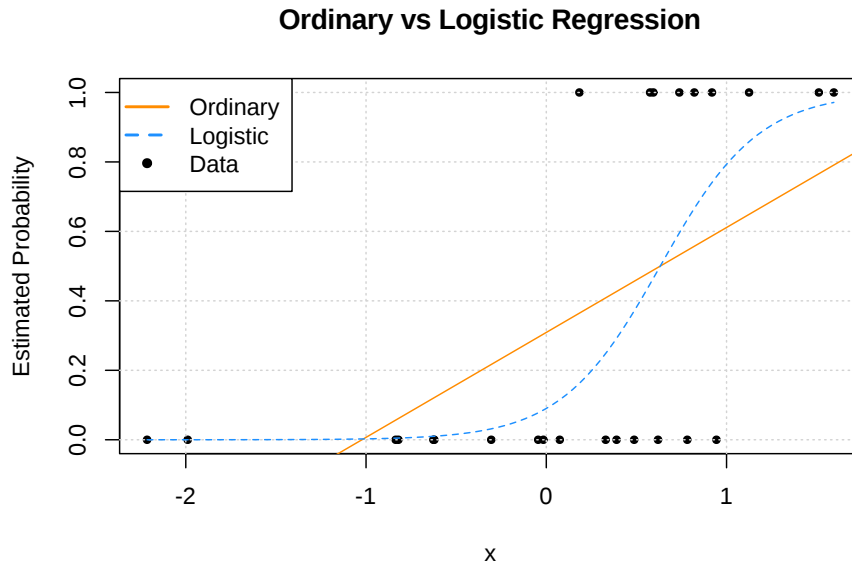 Ordinary vs Logistic Regression
Ordinary
Logistic
Data
Estimated Probability
1.0
0.8
0.6
0.4
0.2
0.0
-2 -1 0 1
x